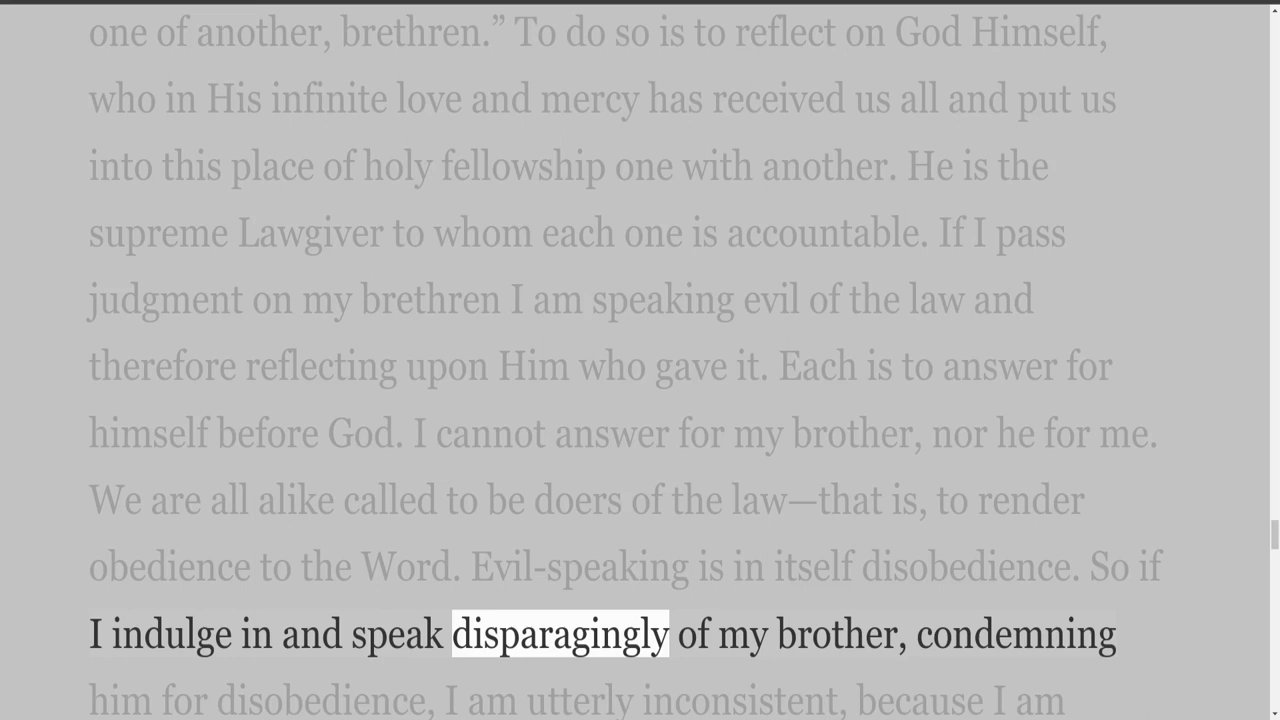 one of another, brethren.” To do so is to reflect on God Himself,
who in His infinite love and mercy has received us all and put us
into this place of holy fellowship one with another. He is the
supreme Lawgiver to whom each one is accountable. If I pass
judgment on my brethren I am speaking evil of the law and
therefore reflecting upon Him who gave it. Each is to answer for
himself before God. I cannot answer for my brother, nor he for me.
We are all alike called to be doers of the law—that is, to render
obedience to the Word. Evil-speaking is in itself disobedience. So if
I indulge in and speak disparagingly of my brother, condemning
him for disobedience, I am utterly inconsistent, because I am